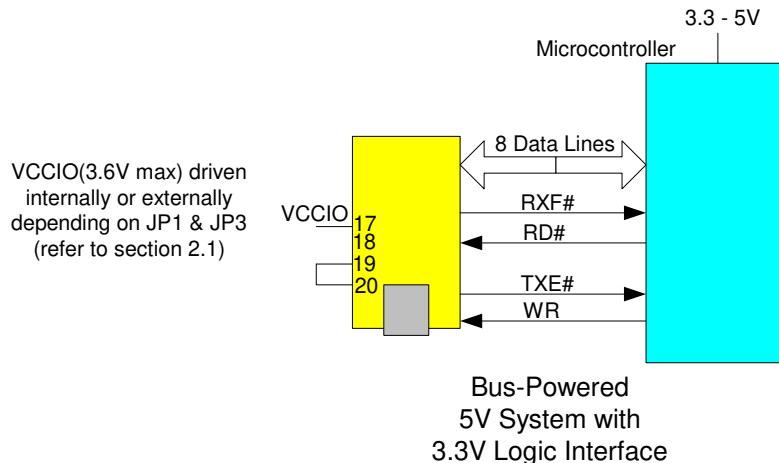 3.3 - 5V
Microcontroller
8 Data Lines
VCCIO(3.6V max) driven
internally or externally
depending on JP1 & JP3
(refer to section 2.1)
VCCIO
17
18
19
20
RXF#
RD#
TXE#
WR
Bus-Powered
5V System with
3.3V Logic Interface